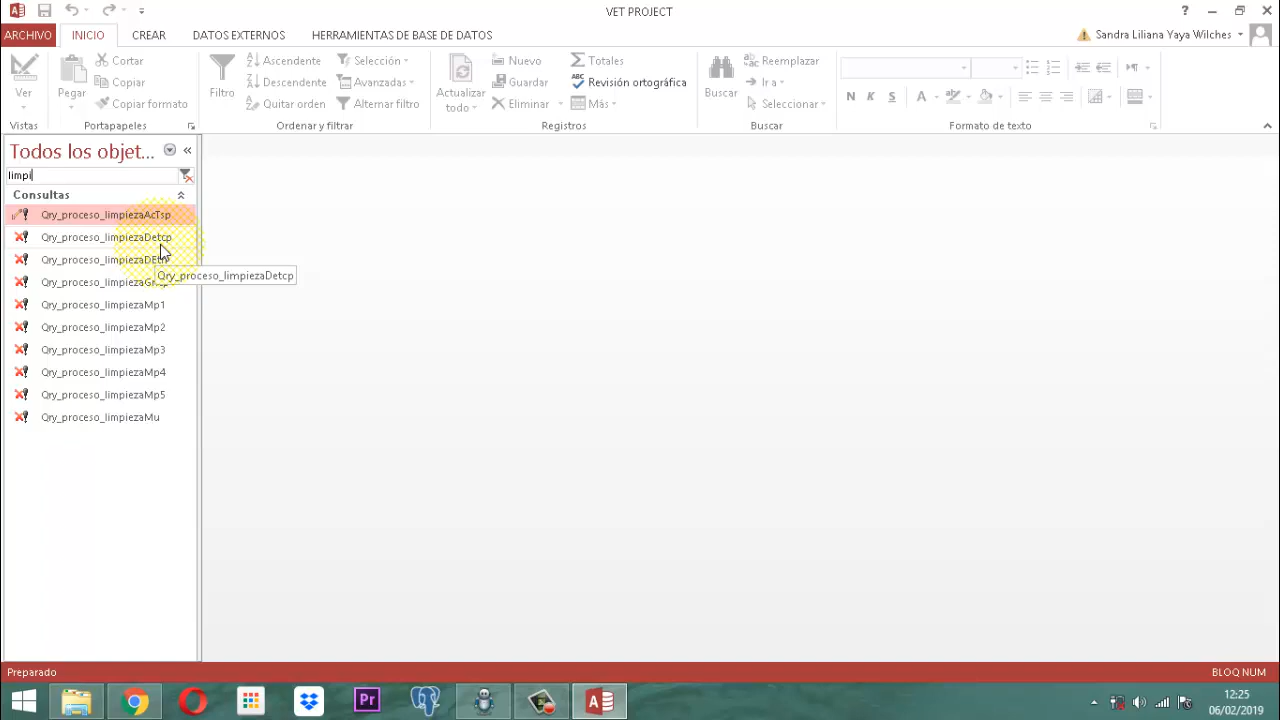 VET PROJECT
?
ARCHIVO INICIO CREAR DATOS EXTERNOS HERRAMIENTAS DE BASE DE DATOS Sandra Liliana Yaya Wilches
Ver
Vistas
Pegar
Cortar
Copiar
Copiar formato
Portapapeles
Filtro
Ascendente
Descendente
Quitar orden
Selección
Avanzadas
Alternar filtro
Ordenar y filtrar
Actualizar
todo
Nuevo
Guardar
Eliminar
Totales
Revisión ortográfica
Más
Registros
Buscar
Reemplazar
Ir a
Seleccionar
Buscar
N K S A
Formato de texto
Todos los objet...
limpi
Consultas
Qry_proceso_limpiezaAcTsp
Qry_proceso_limpiezaDetcp
Qry_proceso_limpiezaMp1
Qry_proceso_limpiezaMp2
Qry_proceso_limpiezaMp3
Qry_proceso_limpiezaMp4
Qry_proceso_limpiezaMp5
Qry_proceso_limpiezaMu
Qry_proceso_limpiezaDetcp
Preparado
BLOQ NUM
Pr
12:25
06/02/2019